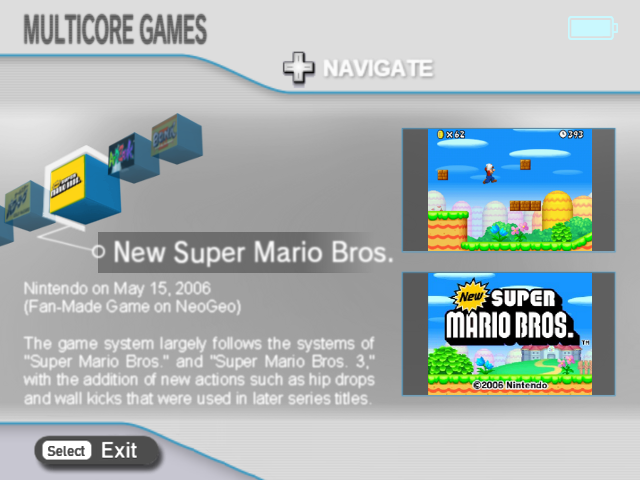 MULTICORE GAMES
NAVIGATE
x62
393
New Super Mario Bros.
Nintendo on May 15, 2006
(Fan-Made Game on NeoGeo)
The game system largely follows the systems of
"Super Mario Bros." and "Super Mario Bros. 3,"
with the addition of new actions such as hip drops
and wall kicks that were used in later series titles.
New SUPER
MARIO BROS.™
©2006 Nintendo
Select Exit